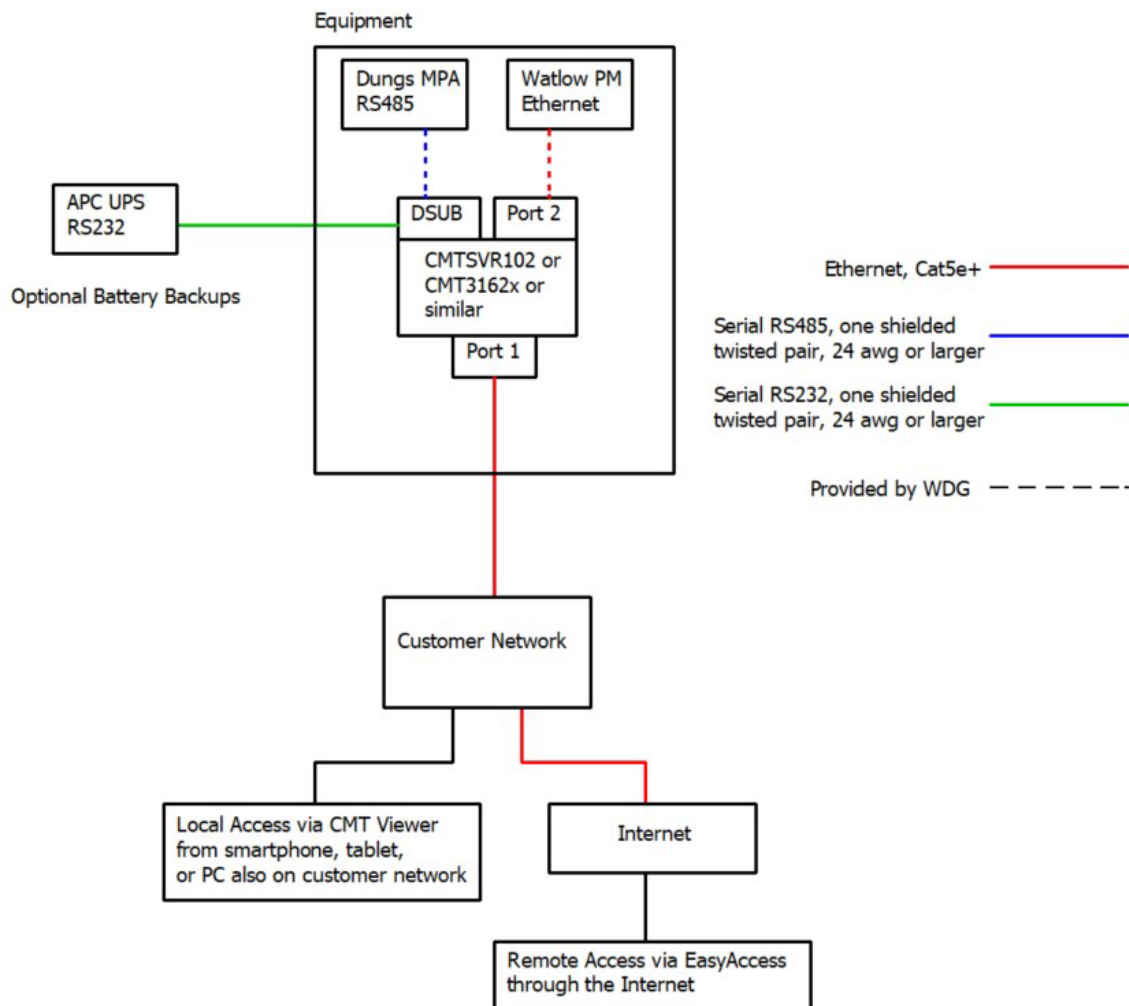 Equipment
Dungs MPA
RS485
Watlow PM
Ethernet
APC UPS
RS232
Optional Battery Backups
DSUB
Port 2
CMTSVR102 or
CMT3162x or
similar
Port 1
Ethernet, Cat5e+
Serial RS485, one shielded
twisted pair, 24 awg or larger
Serial RS232, one shielded
twisted pair, 24 awg or larger
Provided by WDG
Customer Network
Local Access via CMT Viewer
from smartphone, tablet,
or PC also on customer network
Internet
Remote Access via EasyAccess
through the Internet